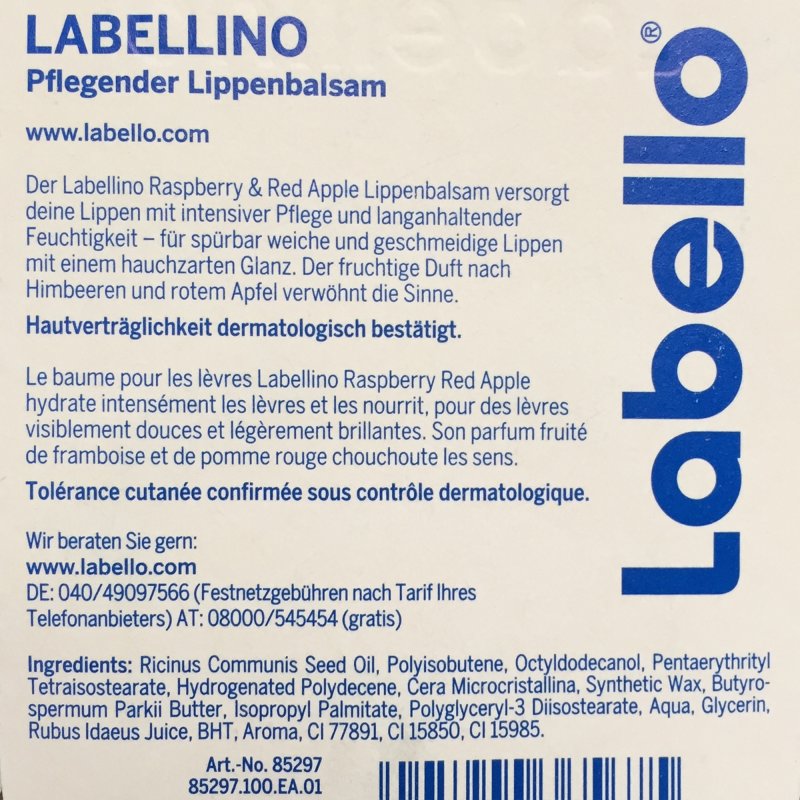 LABELLINO
Pflegender Lippenbalsam
www.labello.com
Der Labellino Raspberry & Red Apple Lippenbalsam versorgt
deine Lippen mit intensiver Pflege und langanhaltender
Feuchtigkeit – für spürbar weiche und geschmeidige Lippen
mit einem hauchzarten Glanz. Der fruchtige Duft nach
Himbeeren und rotem Apfel verwöhnt die Sinne.
Hautverträglichkeit dermatologisch bestätigt.
Le baume pour les lèvres Labellino Raspberry Red Apple
hydrate intensément les lèvres et les nourrit, pour des lèvres
visiblement douces et légèrement brillantes. Son parfum fruité
de framboise et de pomme rouge chouchoute les sens.
Tolérance cutanée confirmée sous contrôle dermatologique.
Wir beraten Sie gern:
www.labello.com
DE: 040/49097566 (Festnetzgebühren nach Tarif Ihres
Telefonanbieters) AT: 08000/545454 (gratis)
Ingredients: Ricinus Communis Seed Oil, Polyisobutene, Octyldodecanol, Pentaerythrityl
Tetraisostearate, Hydrogenated Polydecene, Cera Microcristallina, Synthetic Wax, Butyro-
spermum Parkii Butter, Isopropyl Palmitate, Polyglyceryl-3 Diisostearate, Aqua, Glycerin,
Rubus Idaeus Juice, BHT, Aroma, CI 77891, CI 15850, CI 15985.
Art.-No. 85297
85297.100.EA.01
Labello®